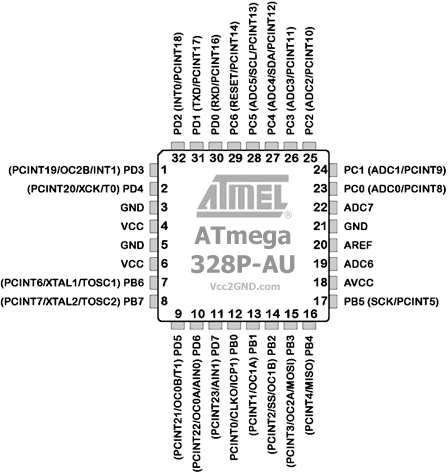 PD2 (INT0/PCINT18)
PD1 (TXD/PCINT17)
PD0 (RXD/PCINT16)
PC6 (RESET/PCINT14)
PC5 (ADC5/SCL/PCINT13)
PC4 (ADC4/SDA/PCINT12)
PC3 (ADC3/PCINT11)
PC2 (ADC2/PCINT10)
32 31 30 29 28 27 26 25
(PCINT19/OC2B/INT1) PD3 1
(PCINT20/XCK/T0) PD4 2
GND 3
VCC 4
GND 5
VCC 6
(PCINT6/XTAL1/TOSC1) PB6 7
(PCINT7/XTAL2/TOSC2) PB7 8
ATMEL
ATmega
328P-AU
Vcc2GND.com
24 PC1 (ADC1/PCINT9)
23 PC0 (ADC0/PCINT8)
22 ADC7
21 GND
20 AREF
19 ADC6
18 AVCC
17 PB5 (SCK/PCINT5)
9 10 11 12 13 14 15 16
(PCINT21/OC0B/T1) PD5
(PCINT22/OC0A/AIN0) PD6
(PCINT23/AIN1) PD7
(PCINT0/CLKO/ICP1) PB0
(PCINT1/OC1A) PB1
(PCINT2/SS/OC1B) PB2
(PCINT3/OC2A/MOSI) PB3
(PCINT4/MISO) PB4